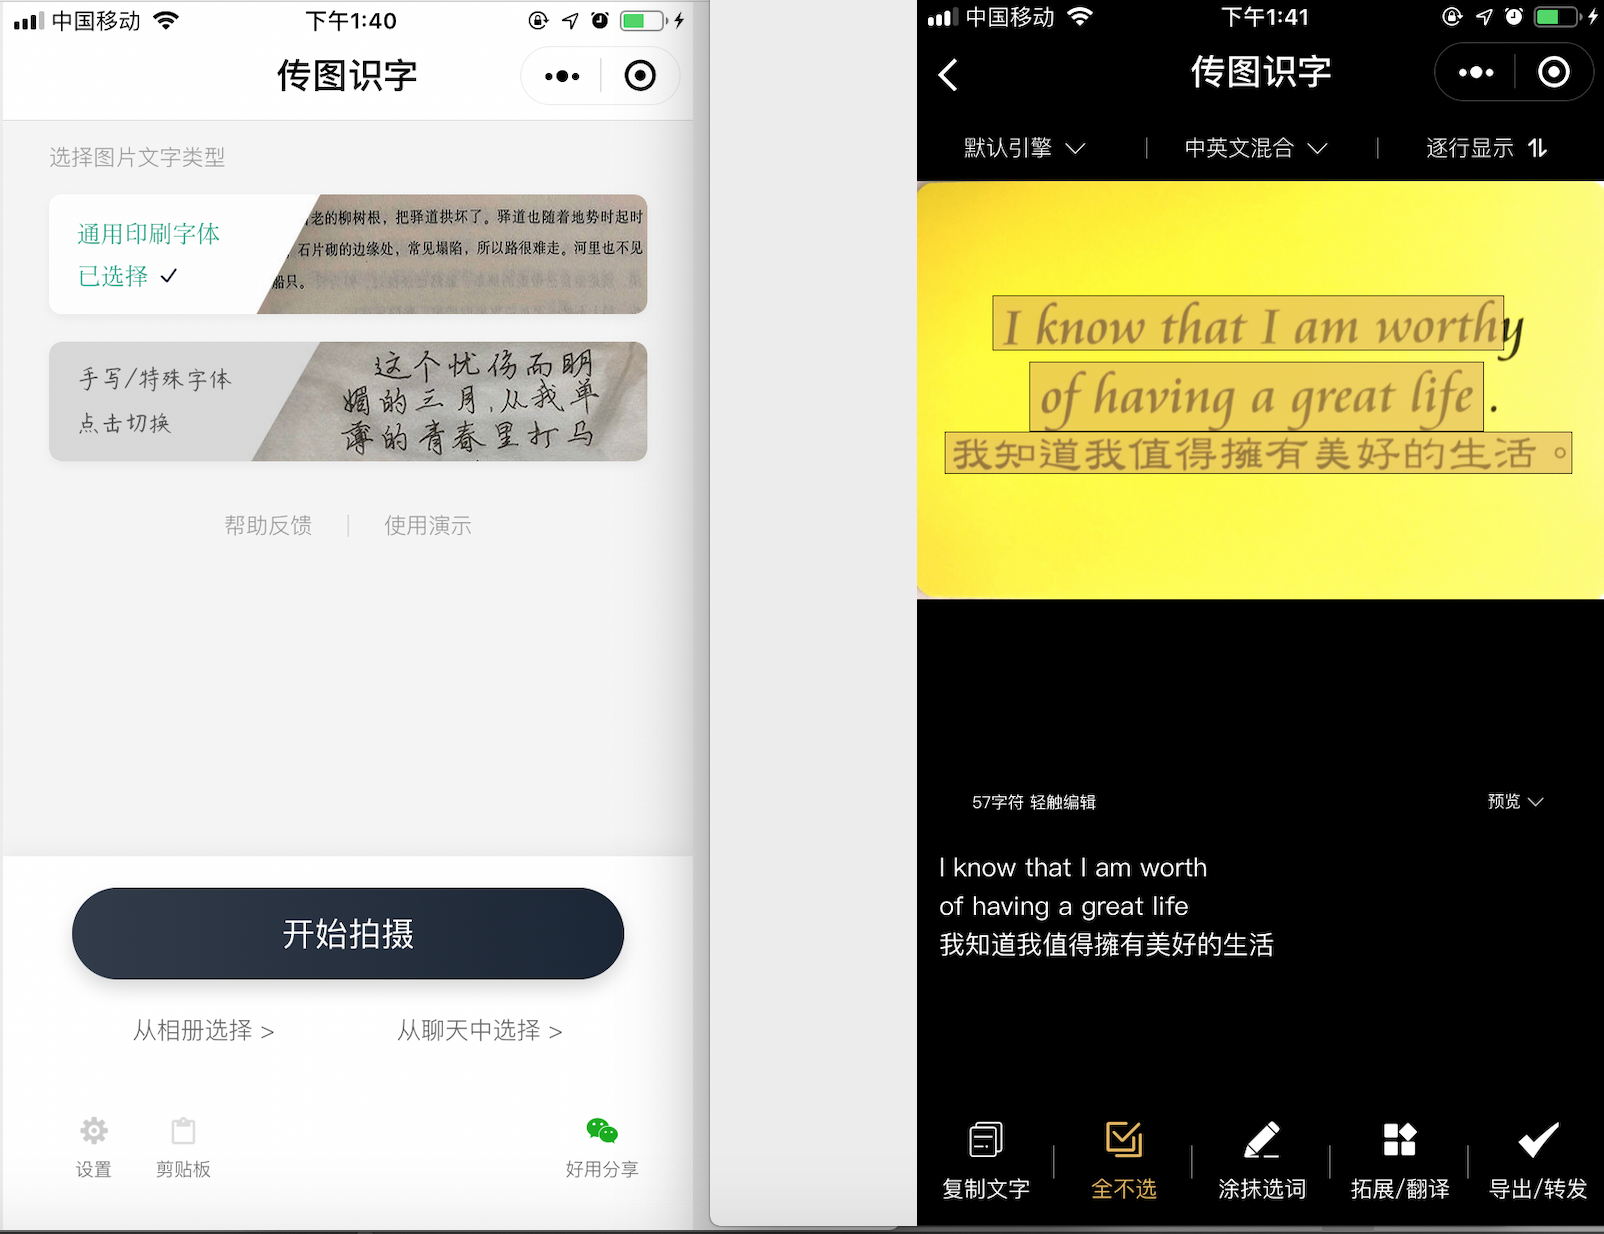 中国移动 下午1:40
传图识字
选择图片文字类型
通用印刷字体
已选择
老的柳树根，把驿道拱坏了。驿道也随着地势时起时
，石片砌的边缘处，常见塌陷，所以路很难走。河里也不见
船只。
手写/特殊字体
点击切换
这个忧伤而明
媚的三月,从我单
薄的青春里打马
帮助反馈 | 使用演示
开始拍摄
从相册选择 > 从聊天中选择 >
设置 剪贴板 好用分享
中国移动 下午1:41
传图识字
默认引擎 | 中英文混合 | 逐行显示
I know that I am worthy
of having a great life .
我知道我值得擁有美好的生活。
57字符 轻触编辑 预览
I know that I am worth
of having a great life
我知道我值得擁有美好的生活
复制文字 全不选 涂抹选词 拓展/翻译 导出/转发